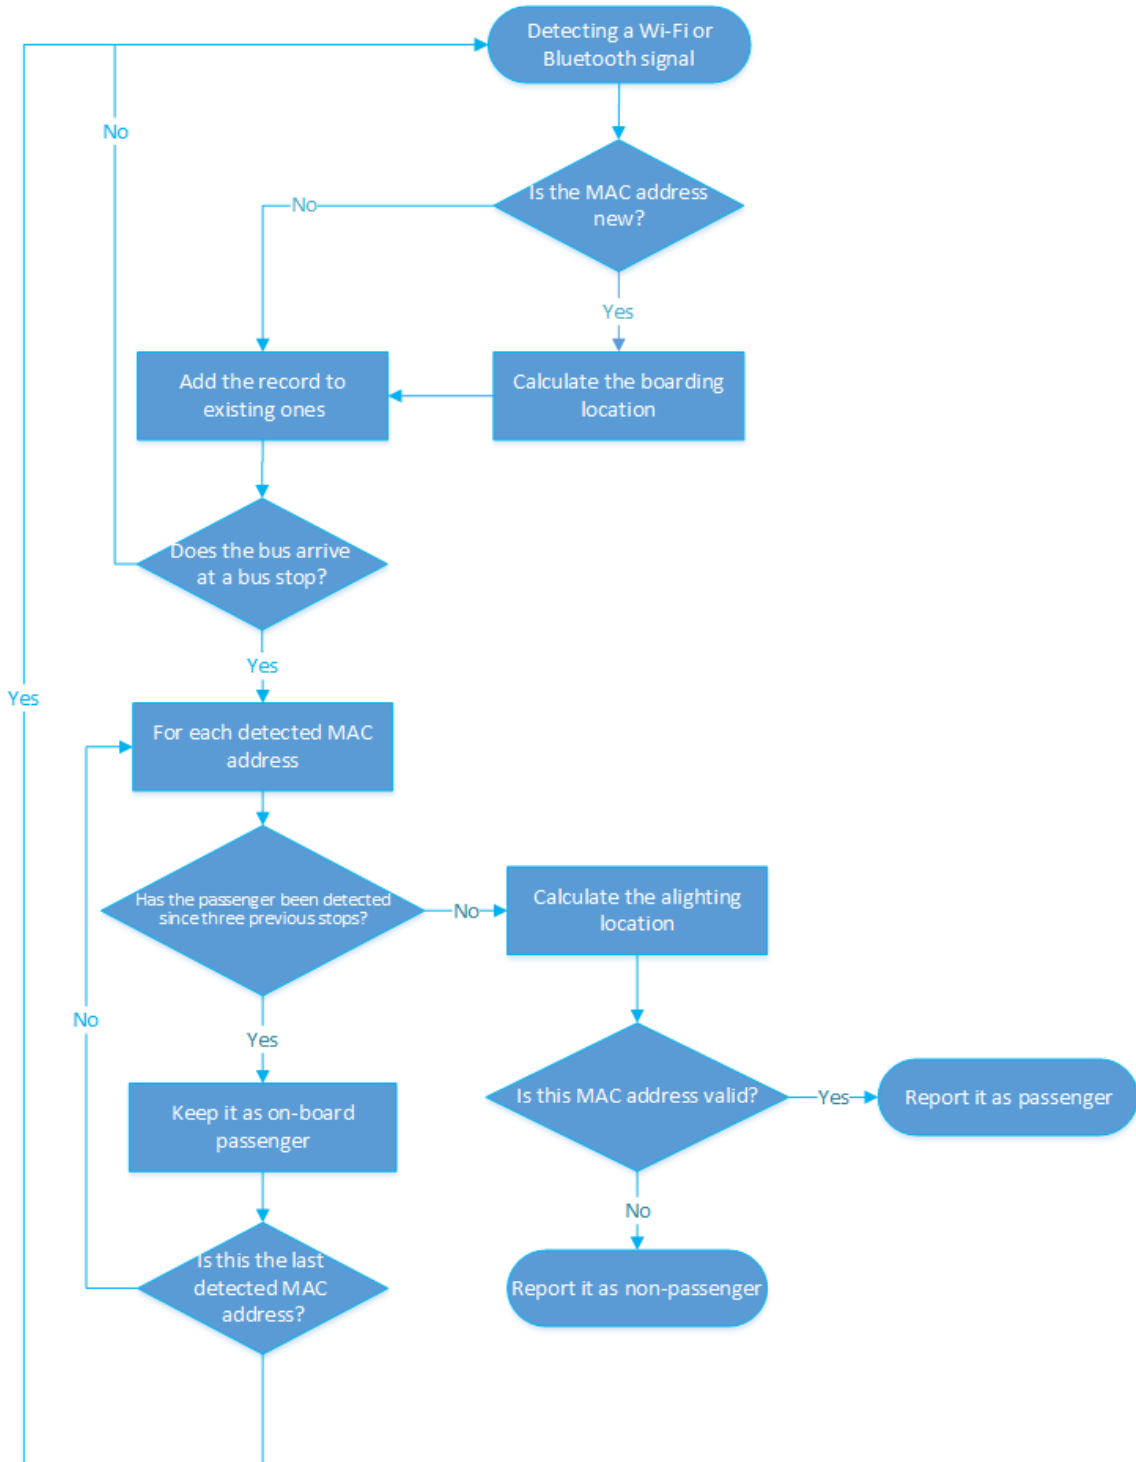 Detecting a Wi-Fi or
Bluetooth signal
No
Is the MAC address
new?
No
Yes
Add the record to
existing ones
Calculate the boarding
location
Does the bus arrive
at a bus stop?
Yes
Yes
For each detected MAC
address
Has the passenger been detected
since three previous stops?
No
Calculate the alighting
location
No
Yes
Is this MAC address valid?
Yes
Report it as passenger
Keep it as on-board
passenger
No
Is this the last
detected MAC
address?
Report it as non-passenger